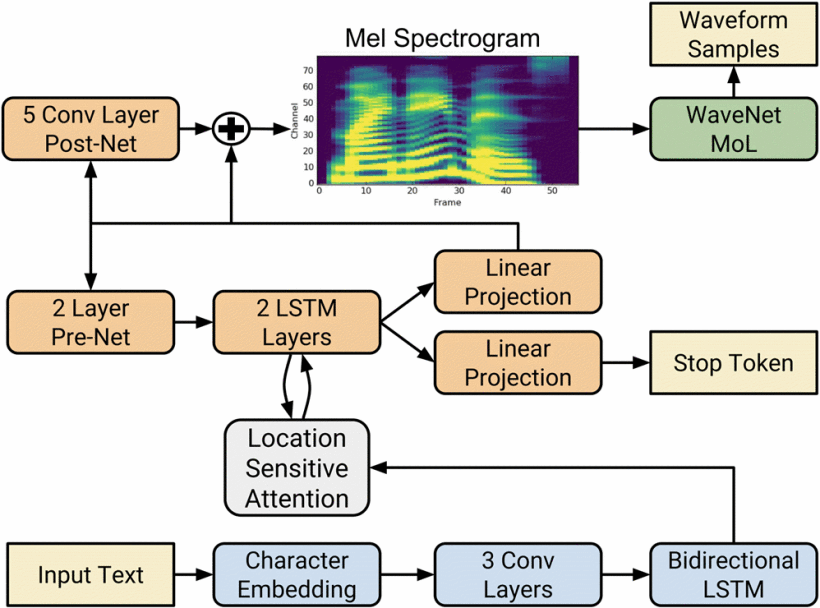 Mel Spectrogram
Waveform
Samples
5 Conv Layer
Post-Net
WaveNet
MoL
Channel
70
60
50
40
30
20
10
0
0 10 20 30 40 50
Frame
2 Layer
Pre-Net
2 LSTM
Layers
Linear
Projection
Linear
Projection
Stop Token
Location
Sensitive
Attention
Input Text
Character
Embedding
3 Conv
Layers
Bidirectional
LSTM